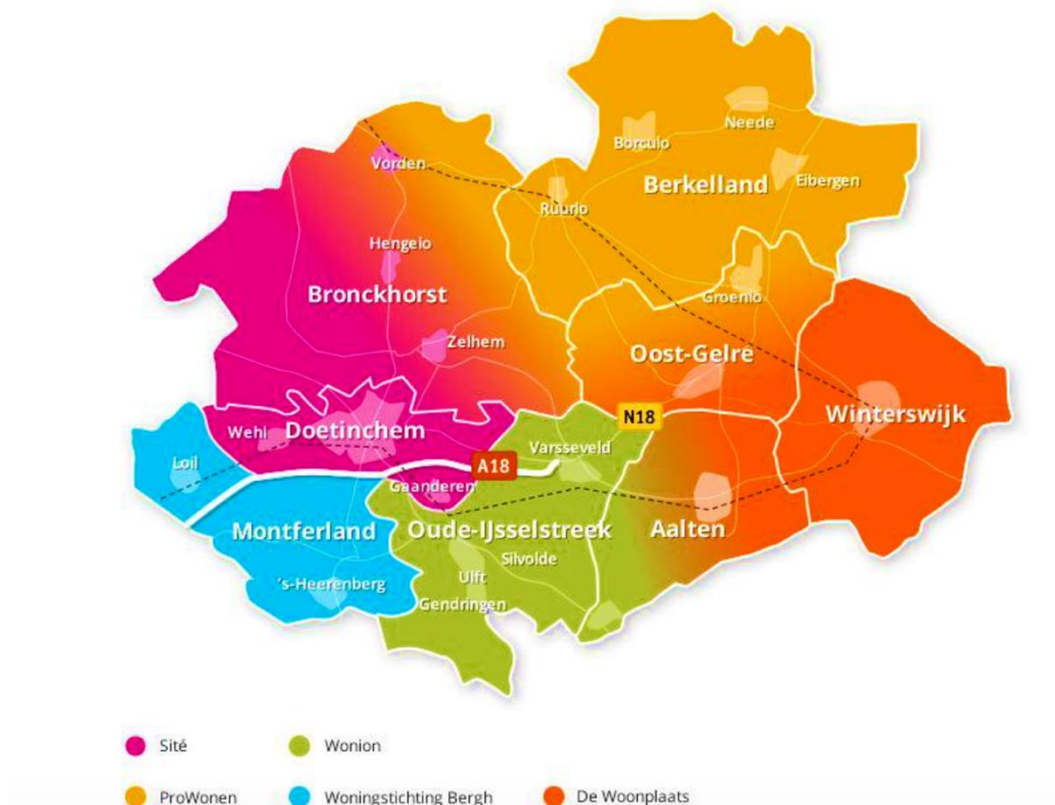 Neede
Borculo
Vorden
Berkelland
Eibergen
Ruurlo
Hengelo
Bronckhorst
Groenlo
Zelhem
Oost-Gelre
Winterswijk
N18
Wehl
Doetinchem
Varsseveld
Loil
A18
Gaanderen
Montferland
Oude-IJsselstreek
Aalten
Silvolde
Ulft
's-Heerenberg
Gendringen
Sité
Wonion
ProWonen
Woningstichting Bergh
De Woonplaats